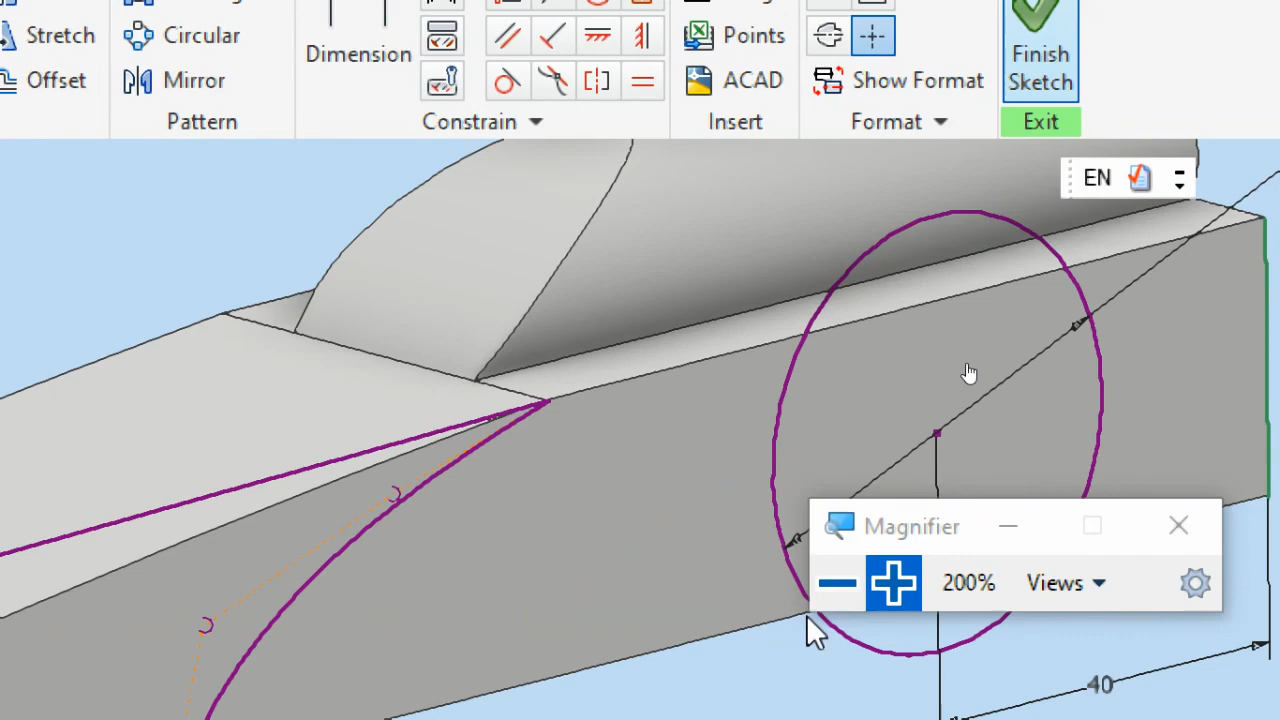 Stretch
Circular
Points
Dimension
Finish
Sketch
Offset
Mirror
ACAD
Show Format
Pattern
Constrain
Insert
Format
Exit
EN
Magnifier
200%
Views
40